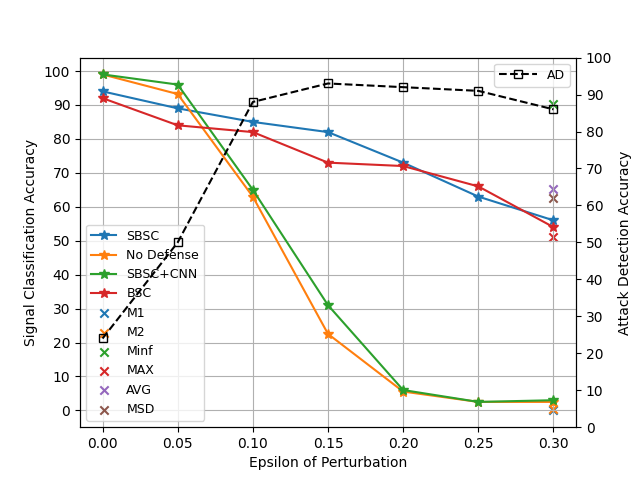 100
90
80
70
60
50
40
30
20
10
0
Signal Classification Accuracy
0.00
0.05
0.10
0.15
0.20
0.25
0.30
Epsilon of Perturbation
100
90
80
70
60
50
40
30
20
10
0
Attack Detection Accuracy
AD
SBSC
No Defense
SBSC+CNN
BSC
M1
M2
Minf
MAX
AVG
MSD